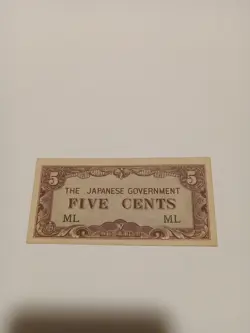 5 5
THE JAPANESE GOVERNMENT
FIVE CENTS
ML ML